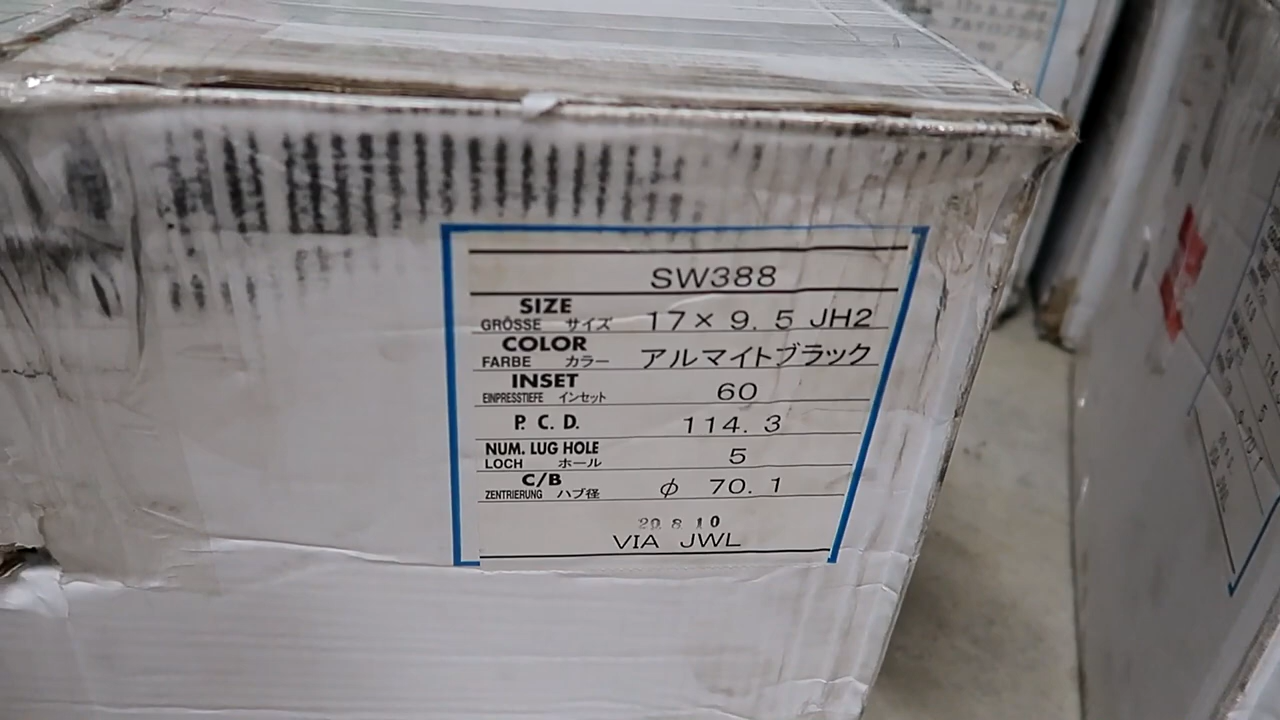 SW388
SIZE
GRÖSSE サイズ 17× 9. 5 JH2
COLOR
FARBE カラー アルマイトブラック
INSET
EINPRESSTIEFE インセット 60
P. C. D. 114. 3
NUM. LUG HOLE
LOCH ホール 5
C/B
ZENTRIERUNG ハブ径 φ 70. 1
20 8 10
VIA JWL